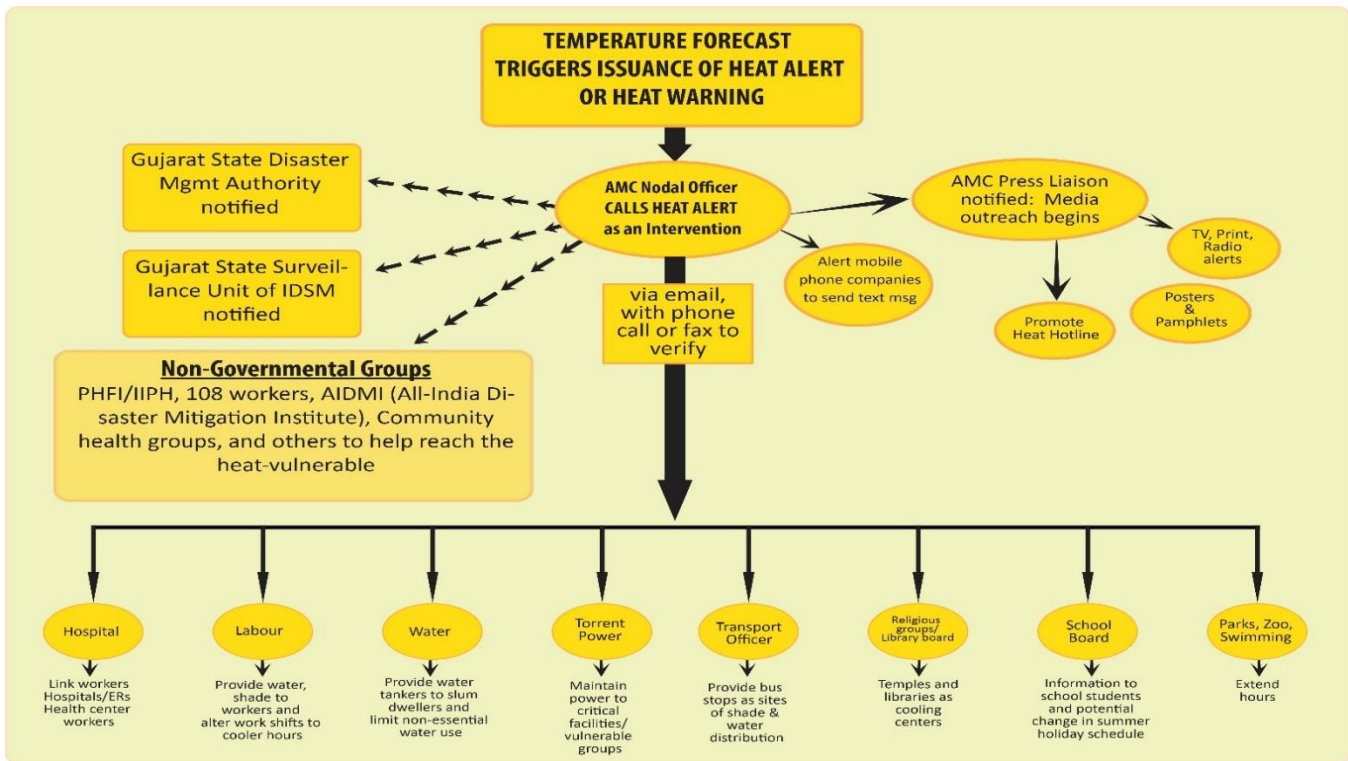 TEMPERATURE FORECAST
TRIGGERS ISSUANCE OF HEAT ALERT
OR HEAT WARNING
Gujarat State Disaster
Mgmt Authority
notified
AMC Nodal Officer
CALLS HEAT ALERT
as an Intervention
AMC Press Liaison
notified: Media
outreach begins
Gujarat State Surveil-
lance Unit of IDSM
notified
Alert mobile
phone companies
to send text msg
TV, Print,
Radio
alerts
Posters
&
Pamphlets
Promote
Heat Hotline
via email,
with phone
call or fax to
verify
Non-Governmental Groups
PHFI/IIPH, 108 workers, AIDMI (All-India Di-
saster Mitigation Institute), Community
health groups, and others to help reach the
heat-vulnerable
Hospital
Link workers
Hospitals/ERs
Health center
workers
Labour
Provide water,
shade to
workers and
alter work shifts to
cooler hours
Water
Provide water
tankers to slum
dwellers and
limit non-essential
water use
Torrent
Power
Maintain
power to
critical
facilities/
vulnerable
groups
Transport
Officer
Provide bus
stops as sites
of shade &
water
distribution
Religious
groups/
Library board
Temples and
libraries as
cooling
centers
School
Board
Information to
school students
and potential
change in summer
holiday schedule
Parks, Zoo,
Swimming
Extend
hours